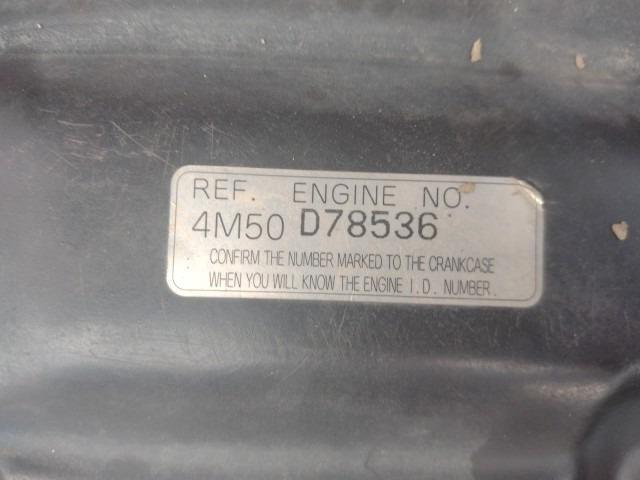 REF. ENGINE NO.
4M50 D78536
CONFIRM THE NUMBER MARKED TO THE CRANKCASE
WHEN YOU WILL KNOW THE ENGINE I.D. NUMBER.